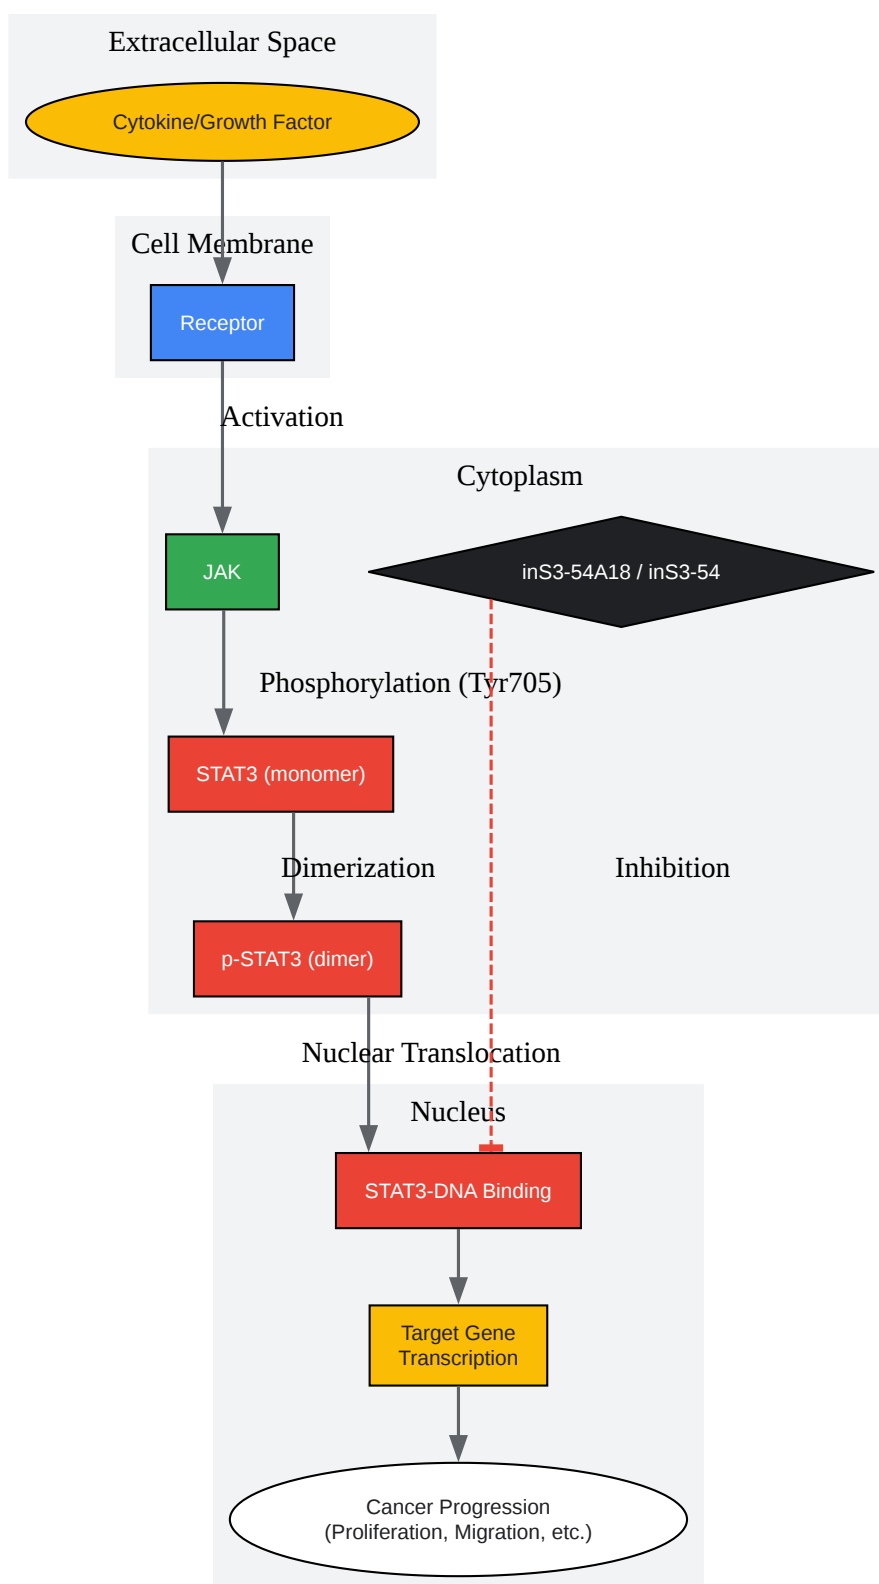 Extracellular Space
Cytokine/Growth Factor
Cell Membrane
Receptor
Activation
Cytoplasm
JAK
inS3-54A18 / inS3-54
Phosphorylation (Tyr705)
STAT3 (monomer)
Dimerization
Inhibition
p-STAT3 (dimer)
Nuclear Translocation
Nucleus
STAT3-DNA Binding
Target Gene
Transcription
Cancer Progression
(Proliferation, Migration, etc.)